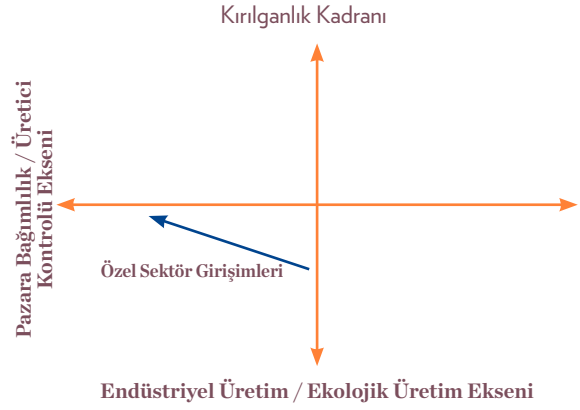 Kırılganlık Kadranı
Pazara Bağımlılık / Üretici
Kontrolü Ekseni
Özel Sektör Girişimleri
Endüstriyel Üretim / Ekolojik Üretim Ekseni